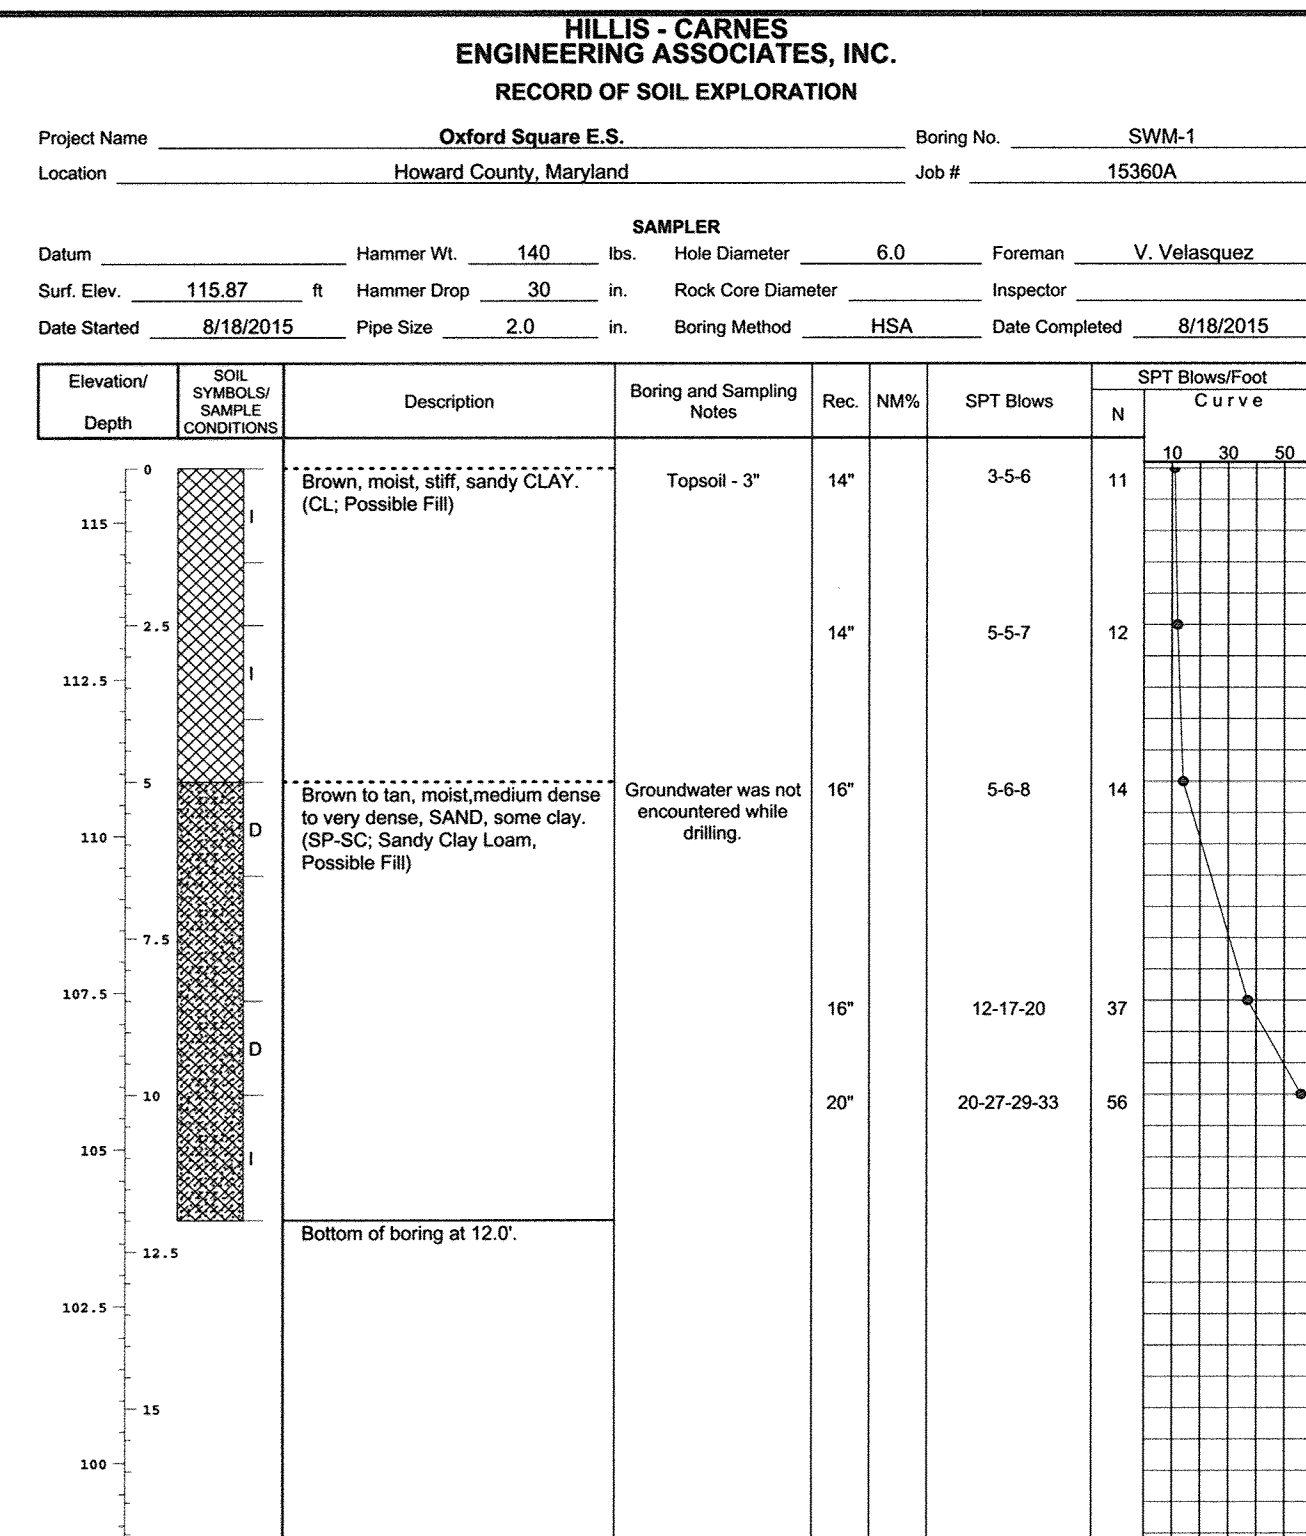 HILLIS - CARNES
ENGINEERING ASSOCIATES, INC.
RECORD OF SOIL EXPLORATION
Project Name Oxford Square E.S. Boring No. SWM-1
Location Howard County, Maryland Job # 15360A
SAMPLER
Datum Hammer Wt. 140 lbs. Hole Diameter 6.0 Foreman V. Velasquez
Surf. Elev. 115.87 ft Hammer Drop 30 in. Rock Core Diameter Inspector
Date Started 8/18/2015 Pipe Size 2.0 in. Boring Method HSA Date Completed 8/18/2015
Elevation/
Depth
SOIL
SYMBOLS/
SAMPLE
CONDITIONS
Description
Boring and Sampling
Notes
Rec.
NM%
SPT Blows
SPT Blows/Foot
N
Curve
10 30 50
0
Brown, moist, stiff, sandy CLAY. Topsoil - 3" 14" 3-5-6 11
(CL; Possible Fill)
I
115
2.5 14" 5-5-7 12
I
112.5
5
Brown to tan, moist,medium dense Groundwater was not 16" 5-6-8 14
to very dense, SAND, some clay. encountered while
D
(SP-SC; Sandy Clay Loam, drilling.
110
Possible Fill)
7.5
107.5
16" 12-17-20 37
D
10 20" 20-27-29-33 56
105
I
Bottom of boring at 12.0'.
12.5
102.5
15
100